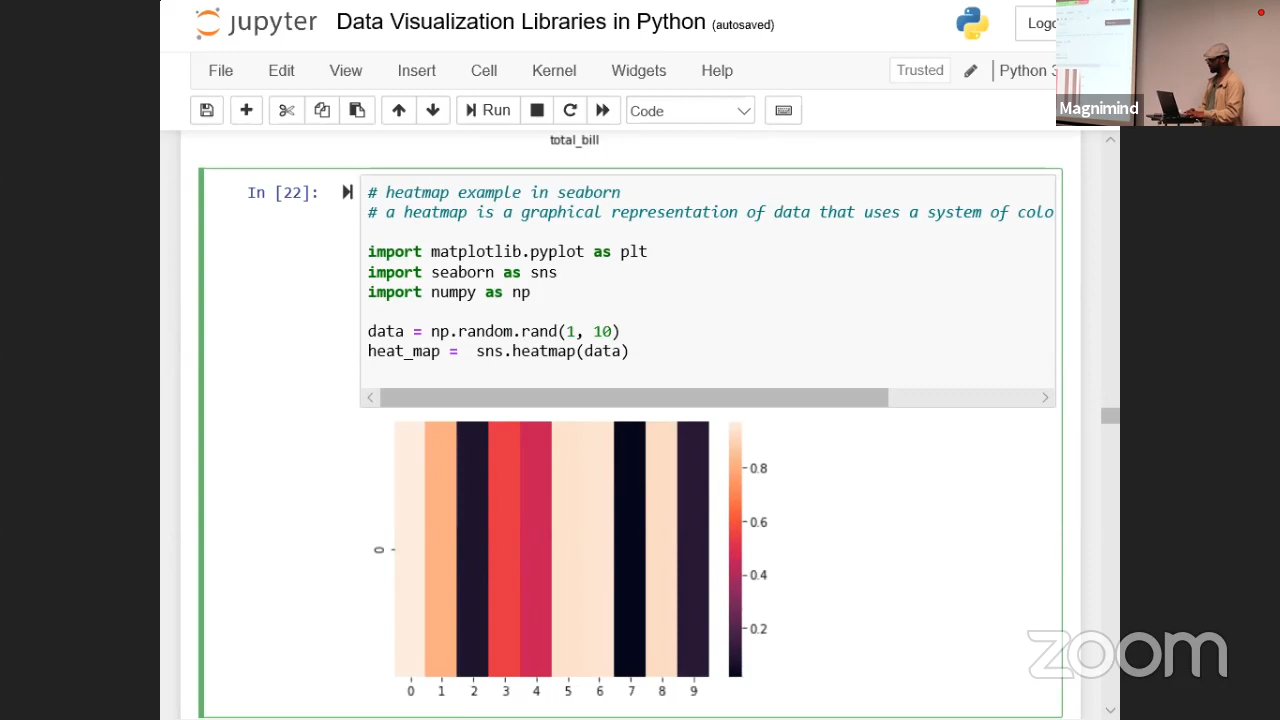 jupyter Data Visualization Libraries in Python (autosaved)
File Edit View Insert Cell Kernel Widgets Help Trusted Python
Run Code
Magnimind
total_bill
In [22]:
# heatmap example in seaborn
# a heatmap is a graphical representation of data that uses a system of colo
import matplotlib.pyplot as plt
import seaborn as sns
import numpy as np
data = np.random.rand(1, 10)
heat_map = sns.heatmap(data)
0.8
0.6
0.4
0.2
0
0 1 2 3 4 5 6 7 8 9
zoom